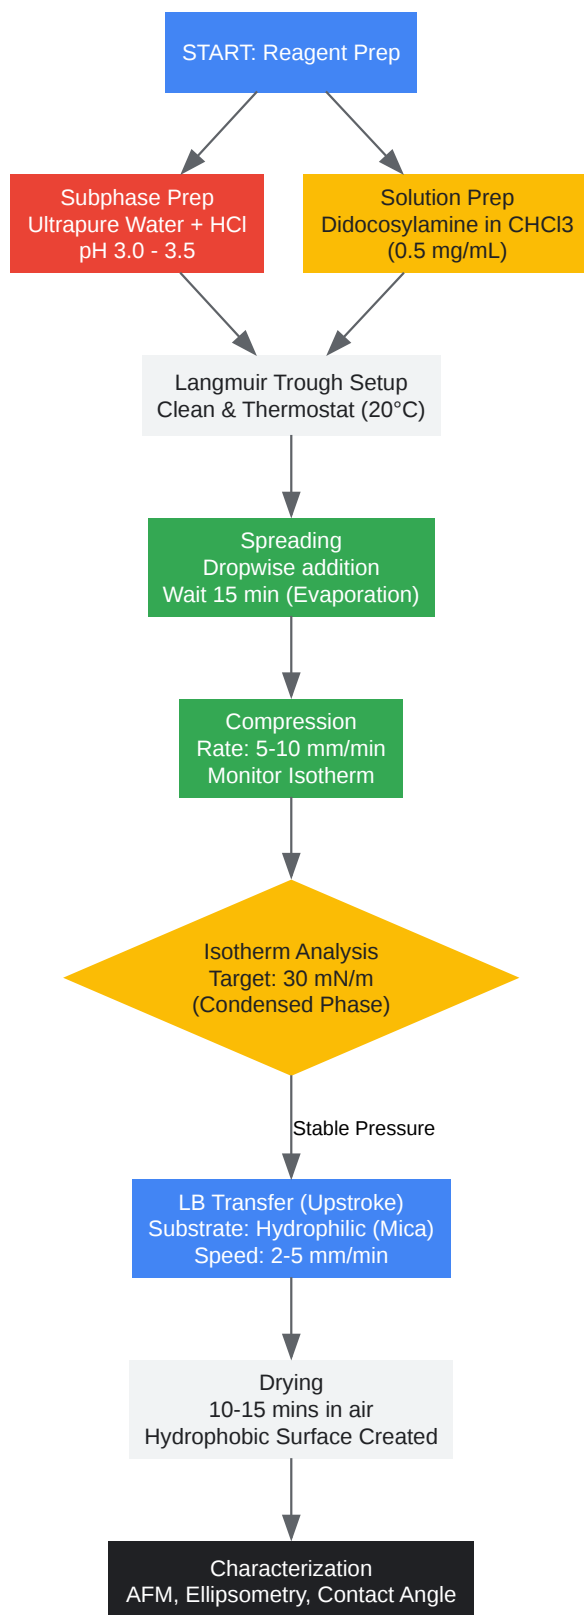 START: Reagent Prep
Subphase Prep
Ultrapure Water + HCl
pH 3.0 - 3.5
Solution Prep
Didocosylamine in CHCl3
(0.5 mg/mL)
Langmuir Trough Setup
Clean & Thermostat (20°C)
Spreading
Dropwise addition
Wait 15 min (Evaporation)
Compression
Rate: 5-10 mm/min
Monitor Isotherm
Isotherm Analysis
Target: 30 mN/m
(Condensed Phase)
Stable Pressure
LB Transfer (Upstroke)
Substrate: Hydrophilic (Mica)
Speed: 2-5 mm/min
Drying
10-15 mins in air
Hydrophobic Surface Created
Characterization
AFM, Ellipsometry, Contact Angle